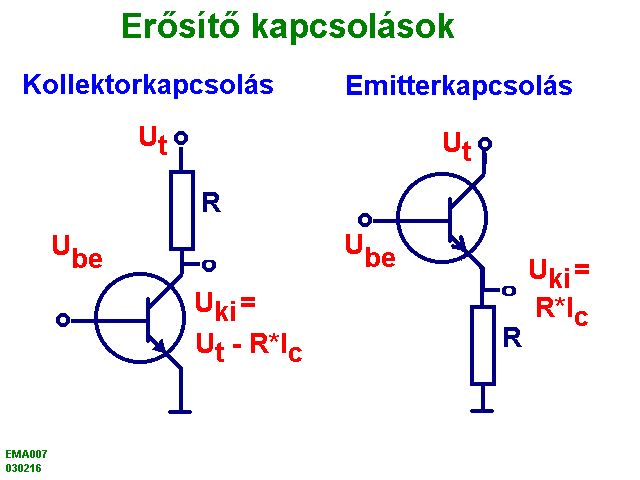 Erősítő kapcsolások
Kollektorkapcsolás
Emitterkapcsolás
Ut
R
Ube
Uki =
Ut - R*Ic
Ut
Ube
Uki =
R*Ic
R
EMA007
030216